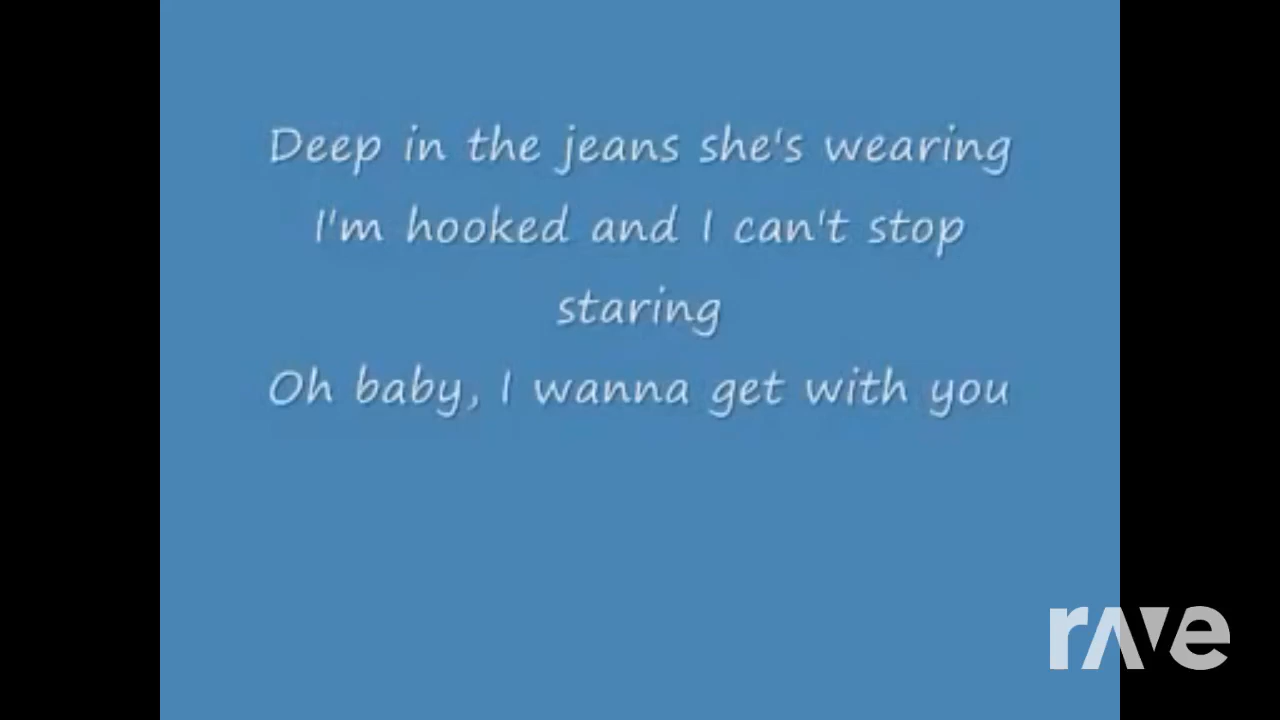 Deep in the jeans she's wearing
I'm hooked and I can't stop
staring
Oh baby, I wanna get with you
rave